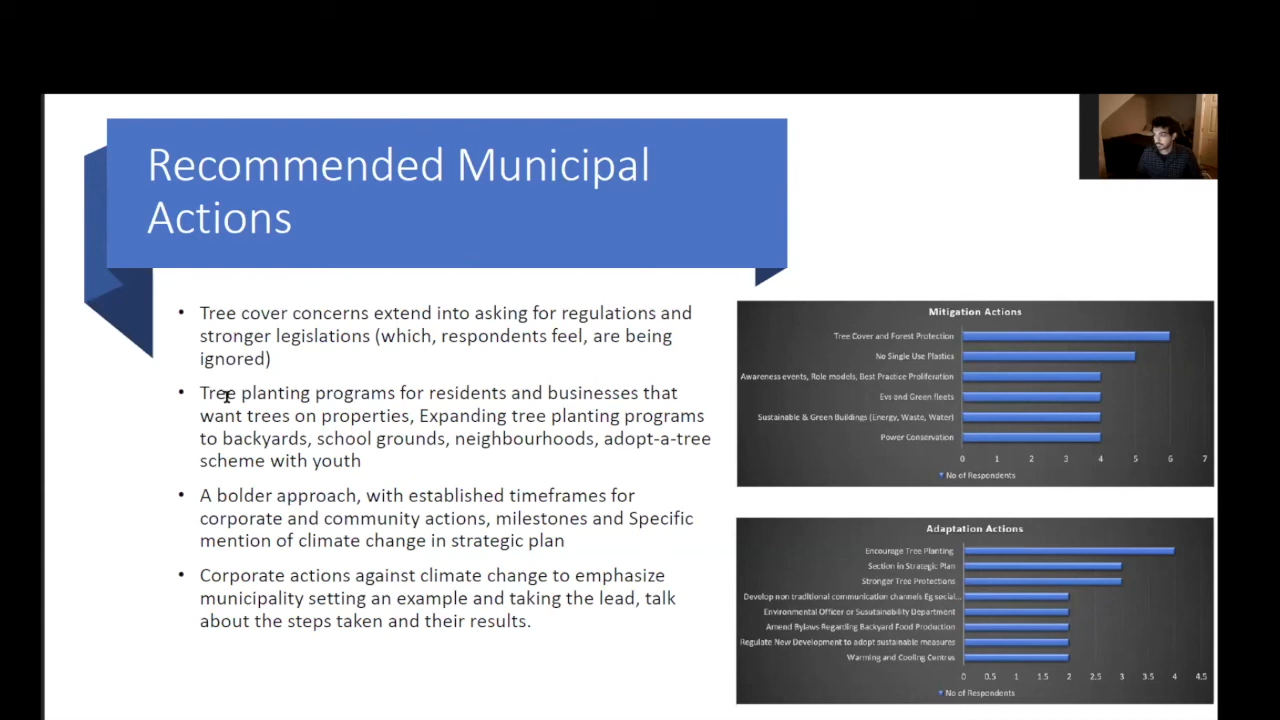 Recommended Municipal
Actions
• Tree cover concerns extend into asking for regulations and
stronger legislations (which, respondents feel, are being
ignored)
• Tree planting programs for residents and businesses that
want trees on properties, Expanding tree planting programs
to backyards, school grounds, neighbourhoods, adopt-a-tree
scheme with youth
• A bolder approach, with established timeframes for
corporate and community actions, milestones and Specific
mention of climate change in strategic plan
• Corporate actions against climate change to emphasize
municipality setting an example and taking the lead, talk
about the steps taken and their results.
Mitigation Actions
Tree Cover and Forest Protection
No Single Use Plastics
Awareness events, Role models, Best Practice Proliferation
Evs and Green fleets
Sustainable & Green Buildings (Energy, Waste, Water)
Power Conservation
0 1 2 3 4 5 6 7
No of Respondents
Adaptation Actions
Encourage Tree Planting
Section in Strategic Plan
Stronger Tree Protections
Develop non traditional communication channels Eg.social...
Environmental Officer or Susutainability Department
Amend Bylaws Regarding Backyard Food Production
Regulate New Development to adopt sustainable measures
Warming and Cooling Centres
0 0.5 1 1.5 2 2.5 3 3.5 4 4.5
No of Respondents